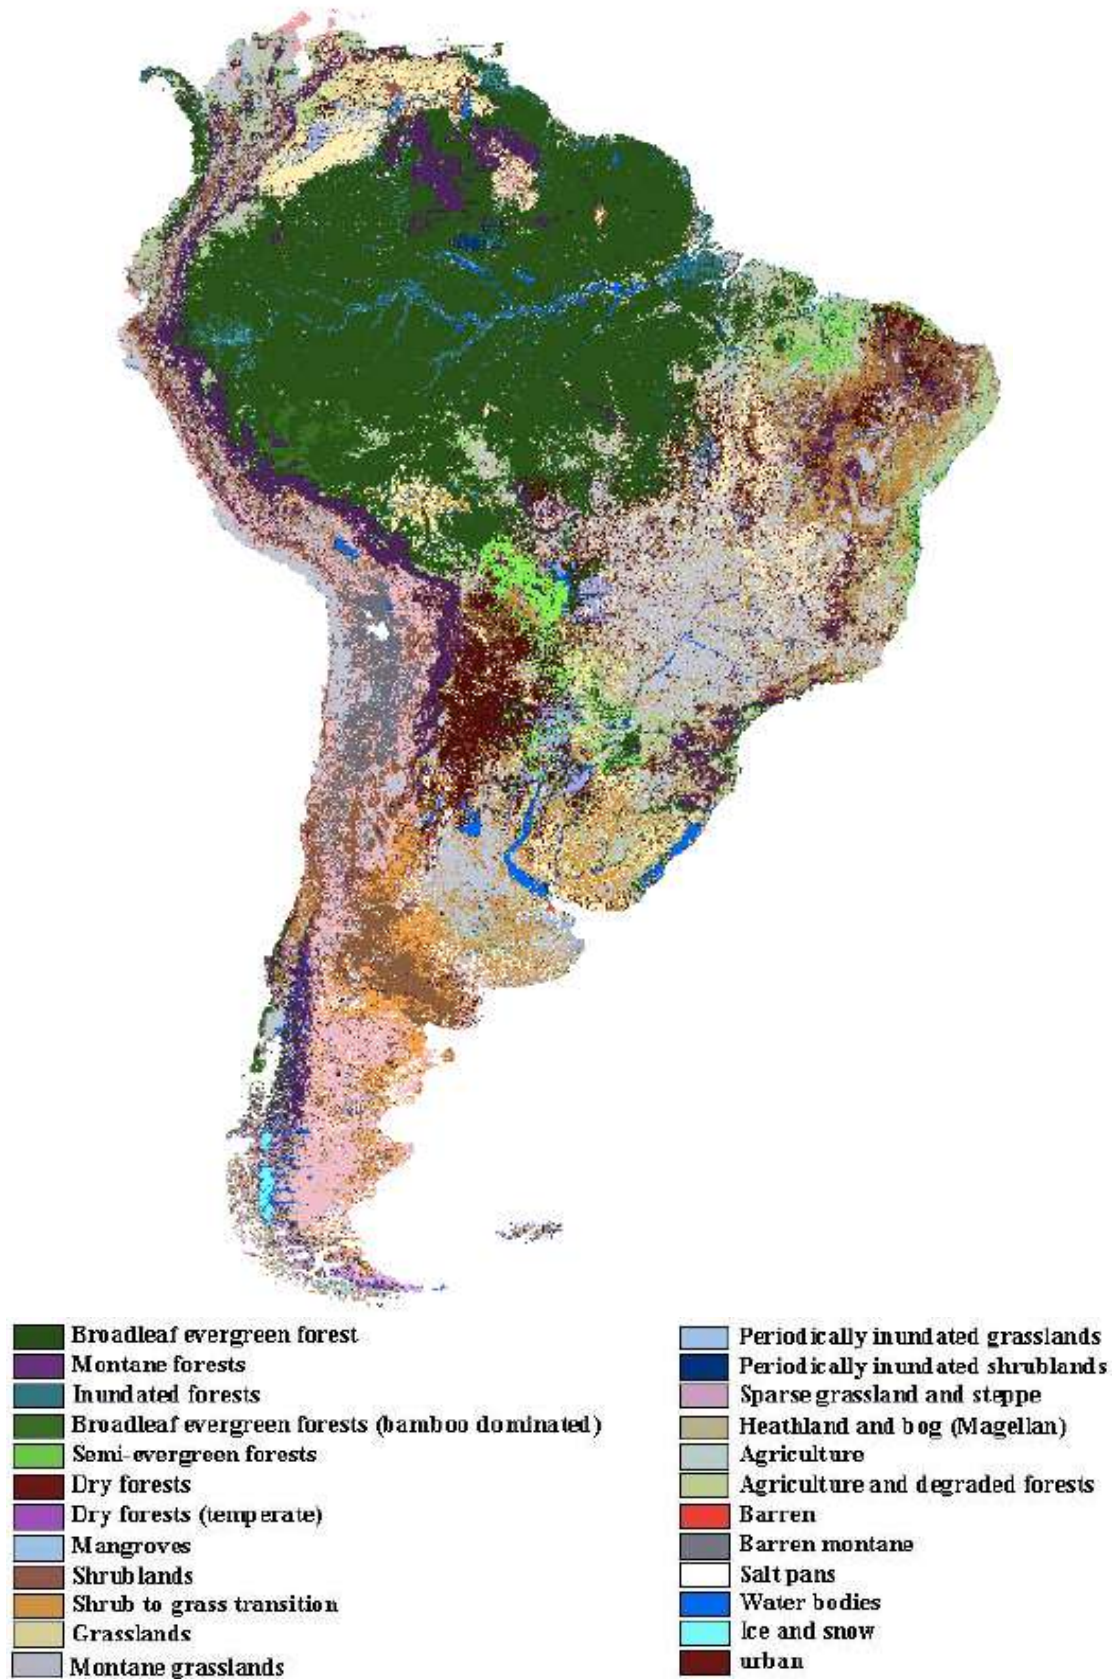 Broadleaf evergreen forest
Montane forests
Inundated forests
Broadleaf evergreen forests (bamboo dominated)
Semi-evergreen forests
Dry forests
Dry forests (temperate)
Mangroves
Shrublands
Shrub to grass transition
Grasslands
Montane grasslands
Periodically inundated grasslands
Periodically inundated shrublands
Sparse grassland and steppe
Heathland and bog (Magellan)
Agriculture
Agriculture and degraded forests
Barren
Barren montane
Salt pans
Water bodies
Ice and snow
urban